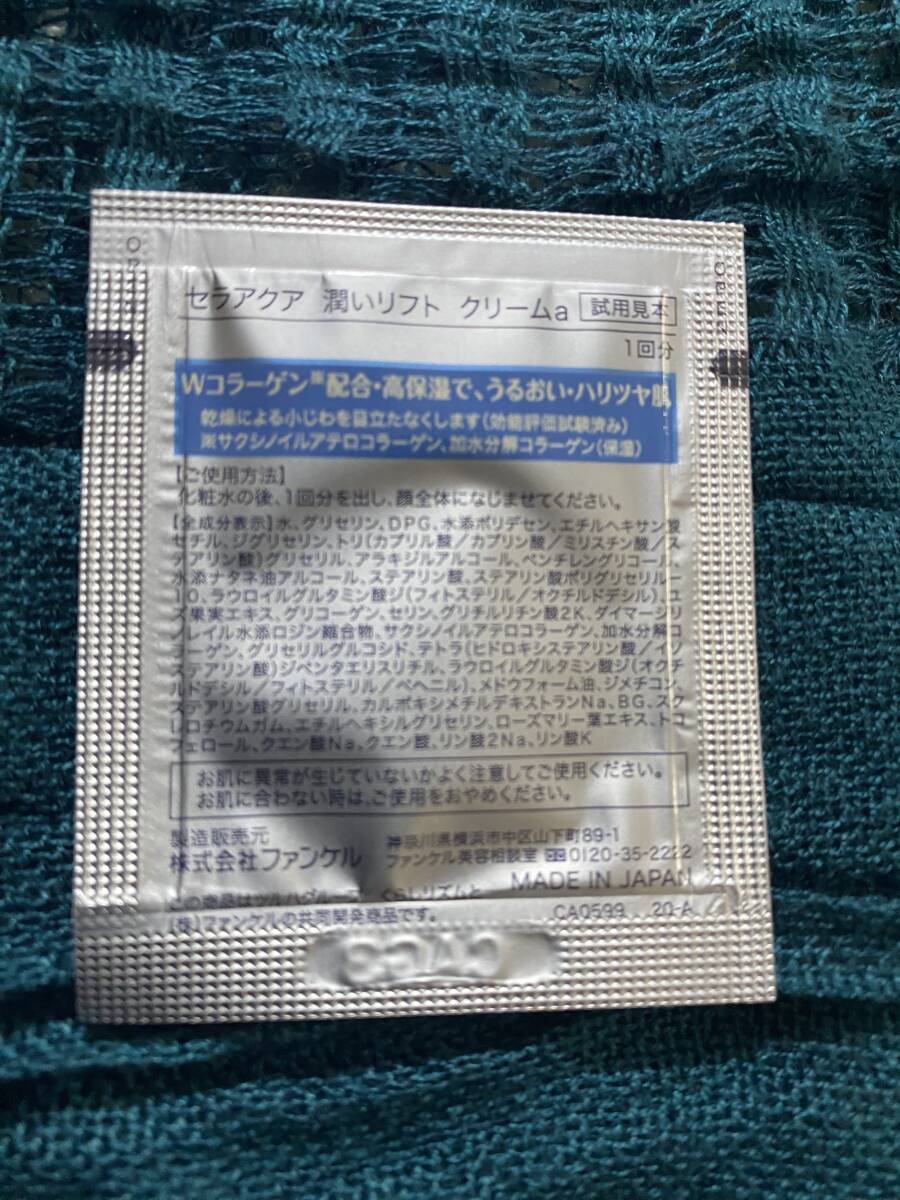 セラアクア 潤いリフト クリームa 試用見本
1回分
Wコラーゲン※配合・高保湿で、うるおい・ハリツヤ肌
乾燥による小じわを目立たなくします(効能評価試験済み)
※サクシノイルアテロコラーゲン、加水分解コラーゲン(保湿)
【ご使用方法】
化粧水の後、1回分を出し、顔全体になじませてください。
【全成分表示】水、グリセリン、DPG、水添ポリデセン、エチルヘキサン酸
セチル、ジグリセリン、トリ(カプリル酸/カプリン酸/ミリスチン酸/ス
テアリン酸)グリセリル、アラキジルアルコール、ペンチレングリコール、
水添ナタネ油アルコール、ステアリン酸、ステアリン酸ポリグリセリル-
10、ラウロイルグルタミン酸ジ(フィトステリル/オクチルドデシル)、ユ
ズ果実エキス、グリコーゲン、セリン、グリチルリチン酸2K、ダイマージリ
ノレイル水添ロジン縮合物、サクシノイルアテロコラーゲン、加水分解コ
ラーゲン、グリセリルグルコシド、テトラ(ヒドロキシステアリン酸/イソ
ステアリン酸)ジペンタエリスリチル、ラウロイルグルタミン酸ジ(オクチ
ルドデシル/フィトステリル/ベヘニル)、メドウフォーム油、ジメチコン、
ステアリン酸グリセリル、カルボキシメチルデキストランNa、BG、スク
レロチウムガム、エチルヘキシルグリセリン、ローズマリー葉エキス、トコ
フェロール、クエン酸Na、クエン酸、リン酸2Na、リン酸K
お肌に異常が生じていないかよく注意してご使用ください。
お肌に合わない時は、ご使用をおやめください。
製造販売元
株式会社ファンケル
神奈川県横浜市中区山下町89-1
ファンケル美容相談室 0120-35-2222
MADE IN JAPAN
この商品はツルハグループ くらしリズムと
(株)ファンケルの共同開発商品です。
CA0599 20-A